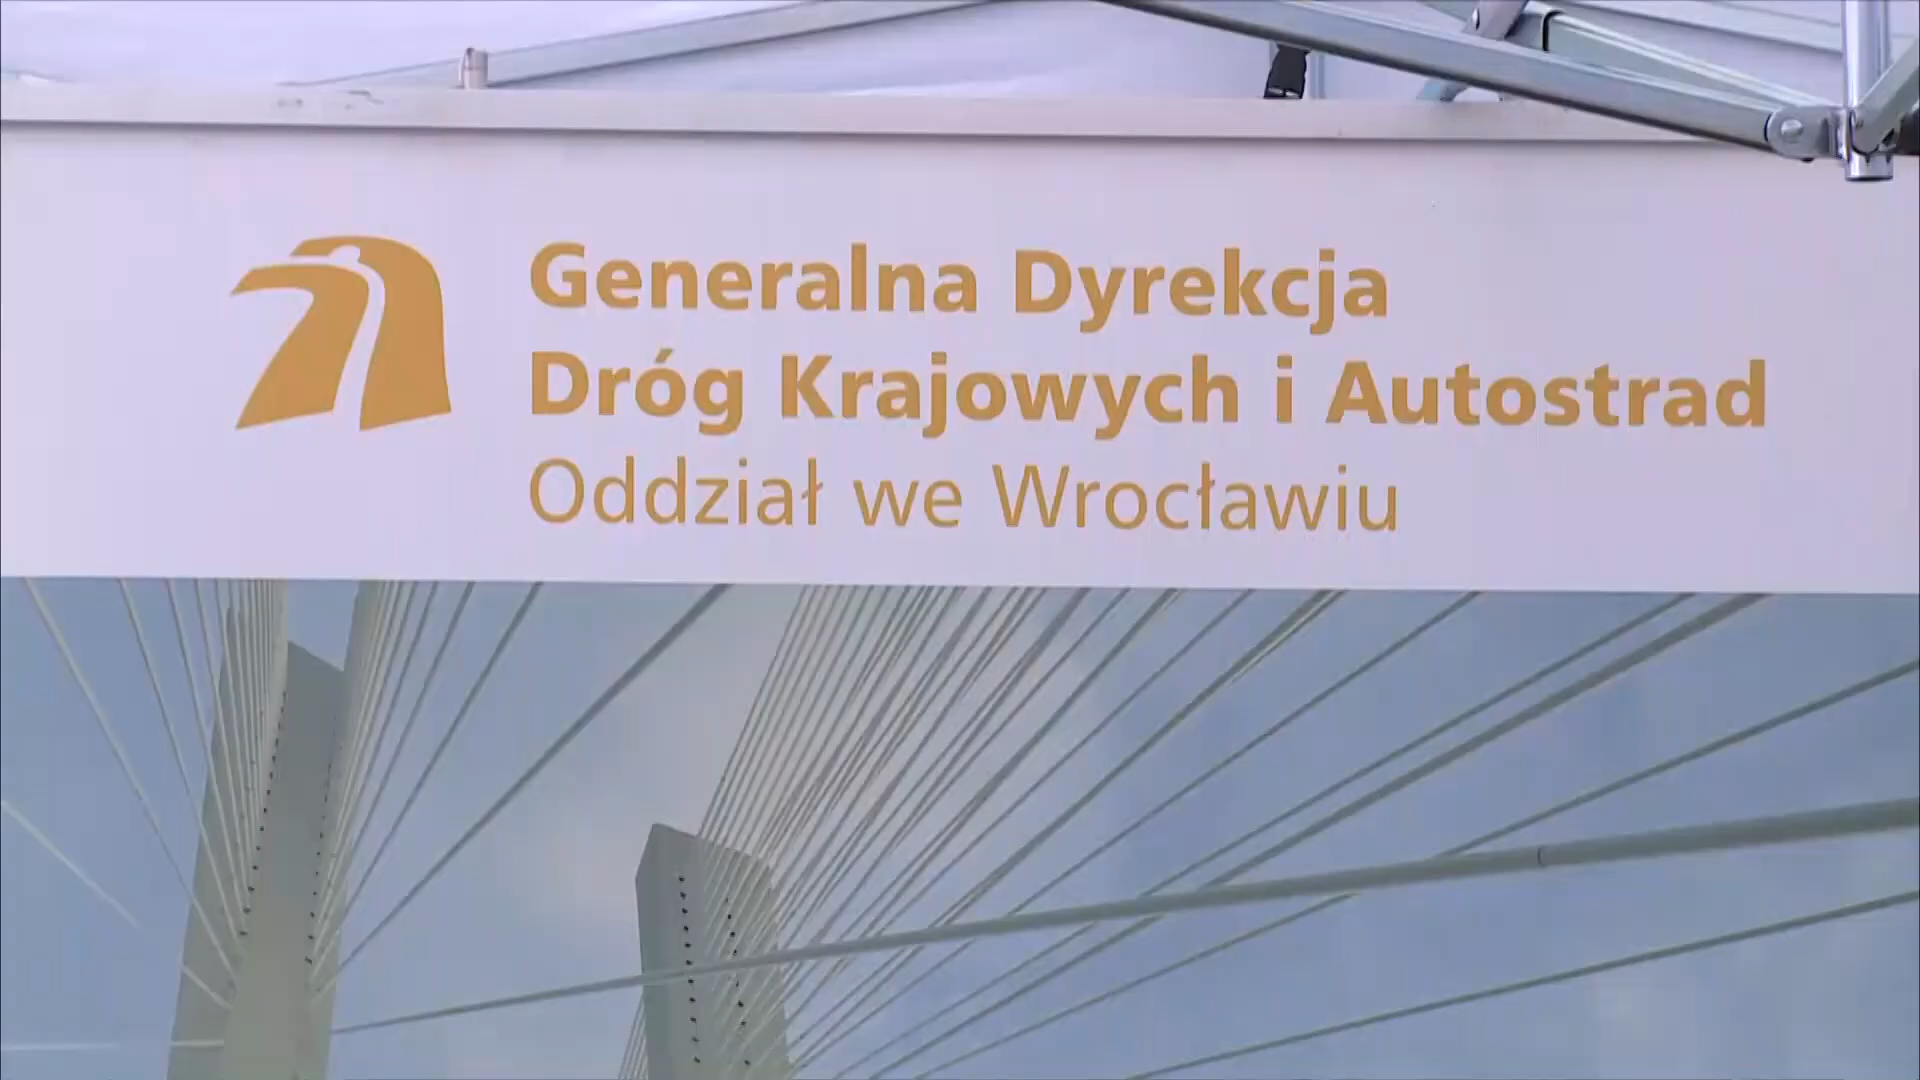 Generalna Dyrekcja
Dróg Krajowych i Autostrad
Oddział we Wrocławiu